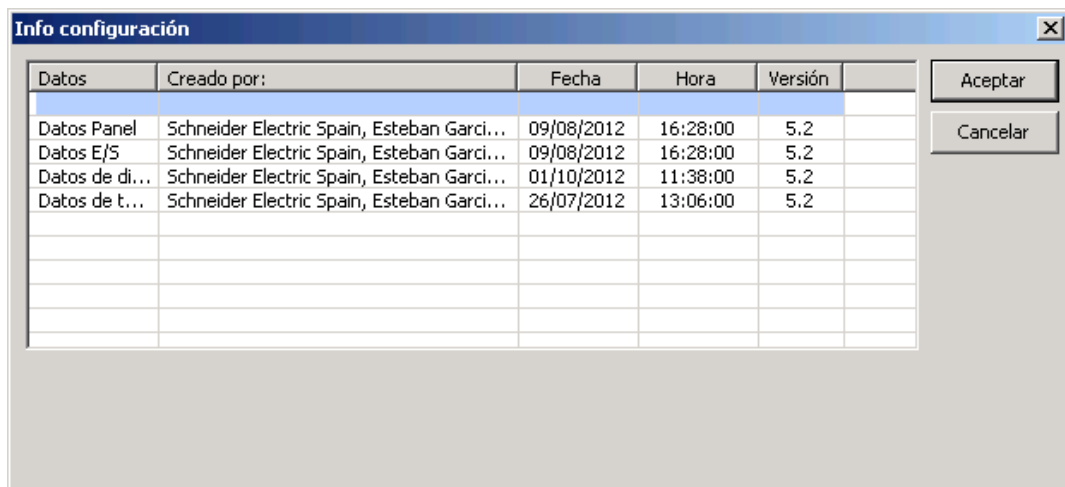 Info configuración
Datos Creado por: Fecha Hora Versión
Aceptar
Datos Panel Schneider Electric Spain, Esteban Garci... 09/08/2012 16:28:00 5.2
Cancelar
Datos E/S Schneider Electric Spain, Esteban Garci... 09/08/2012 16:28:00 5.2
Datos de di... Schneider Electric Spain, Esteban Garci... 01/10/2012 11:38:00 5.2
Datos de t... Schneider Electric Spain, Esteban Garci... 26/07/2012 13:06:00 5.2